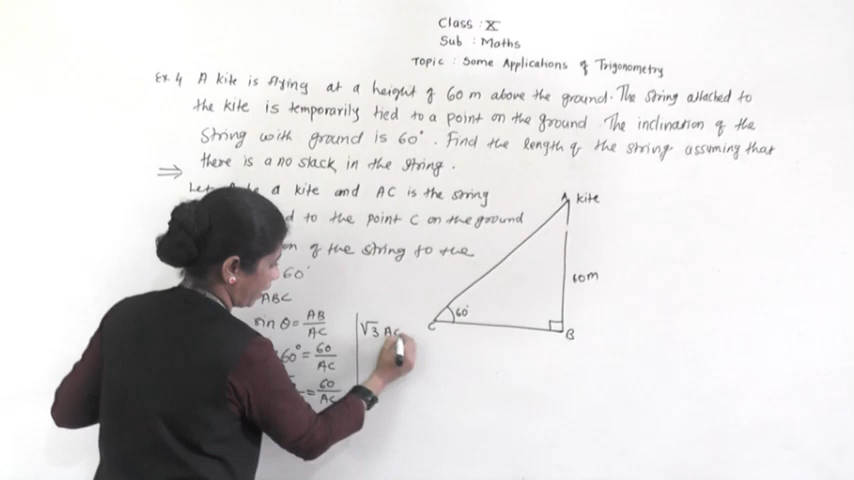 Class : X
Sub : Maths
Topic : Some Applications of Trigonometry
Ex. 4 A kite is flying at a height of 60 m above the ground. The string attached to
the kite is temporarily tied to a point on the ground. The inclination of the
string with ground is 60°. Find the length of the string assuming that
there is a no slack in the string.
⇒
Let a kite and AC is the string
d to the point C on the ground
on of the string to the
60°
ABC
sin θ = AB/AC
60° = 60/AC
= 60/AC
√3 AC
A kite
60m
60°
C
B